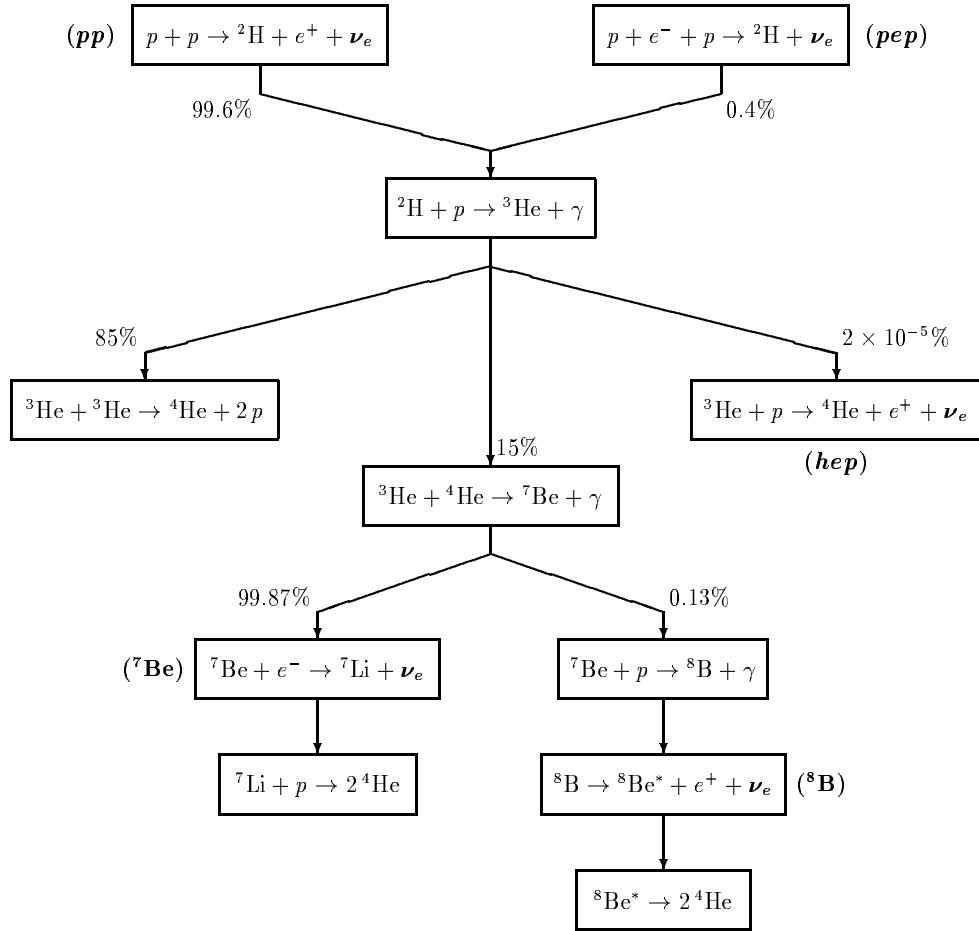 (pp) p + p → ²H + e⁺ + νₑ p + e⁻ + p → ²H + νₑ (pep)
99.6% 0.4%
²H + p → ³He + γ
85% 2 × 10⁻⁵%
³He + ³He → ⁴He + 2 p ³He + p → ⁴He + e⁺ + νₑ
15% (hep)
³He + ⁴He → ⁷Be + γ
99.87% 0.13%
(⁷Be) ⁷Be + e⁻ → ⁷Li + νₑ ⁷Be + p → ⁸B + γ
⁷Li + p → 2 ⁴He ⁸B → ⁸Be* + e⁺ + νₑ (⁸B)
⁸Be* → 2 ⁴He